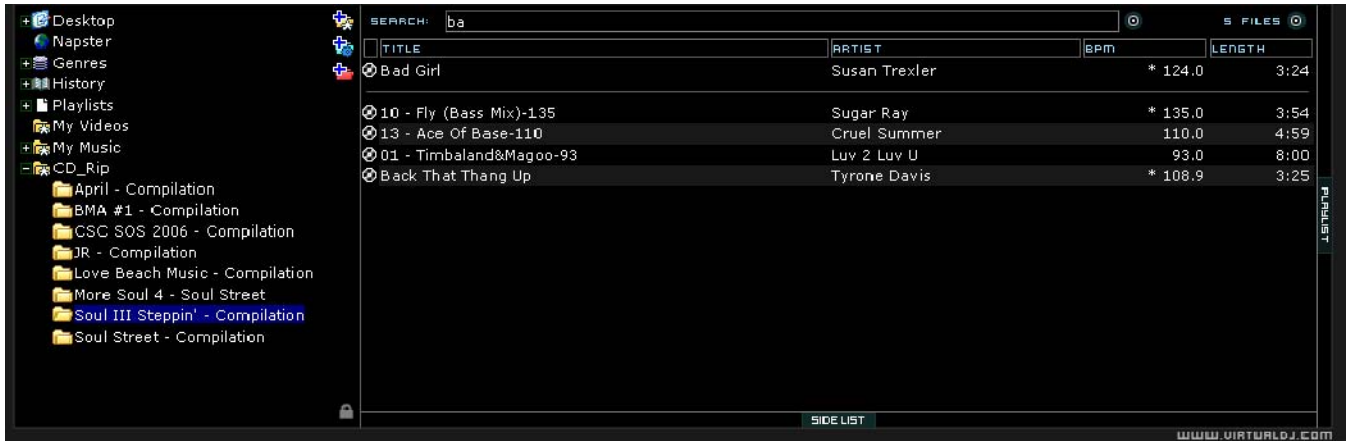 Desktop
Napster
Genres
History
Playlists
My Videos
My Music
CD_Rip
April - Compilation
BMA #1 - Compilation
CSC SOS 2006 - Compilation
JR - Compilation
Love Beach Music - Compilation
More Soul 4 - Soul Street
Soul III Steppin' - Compilation
Soul Street - Compilation
SEARCH: ba 5 FILES
TITLE ARTIST BPM LENGTH
Bad Girl Susan Trexler * 124.0 3:24
10 - Fly (Bass Mix)-135 Sugar Ray * 135.0 3:54
13 - Ace Of Base-110 Cruel Summer 110.0 4:59
01 - Timbaland&Magoo-93 Luv 2 Luv U 93.0 8:00
Back That Thang Up Tyrone Davis * 108.9 3:25
PLAYLIST
SIDE LIST
www.VIRTUALDJ.com